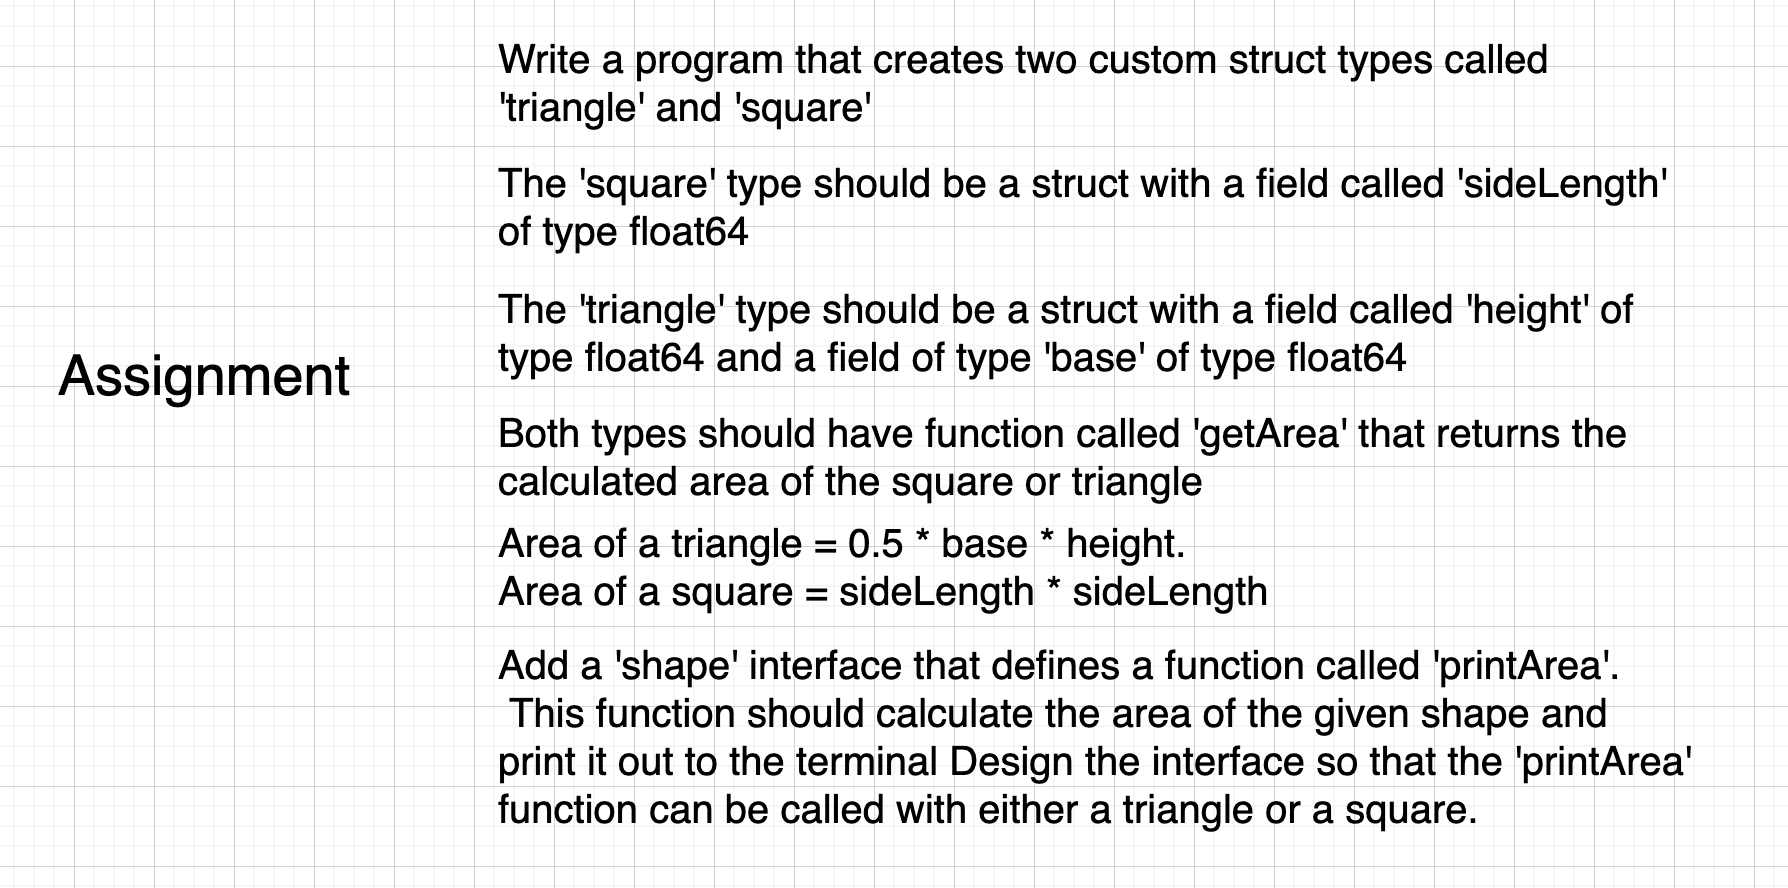 Assignment
Write a program that creates two custom struct types called
'triangle' and 'square'
The 'square' type should be a struct with a field called 'sideLength'
of type float64
The 'triangle' type should be a struct with a field called 'height' of
type float64 and a field of type 'base' of type float64
Both types should have function called 'getArea' that returns the
calculated area of the square or triangle
Area of a triangle = 0.5 * base * height.
Area of a square = sideLength * sideLength
Add a 'shape' interface that defines a function called 'printArea'.
This function should calculate the area of the given shape and
print it out to the terminal Design the interface so that the 'printArea'
function can be called with either a triangle or a square.